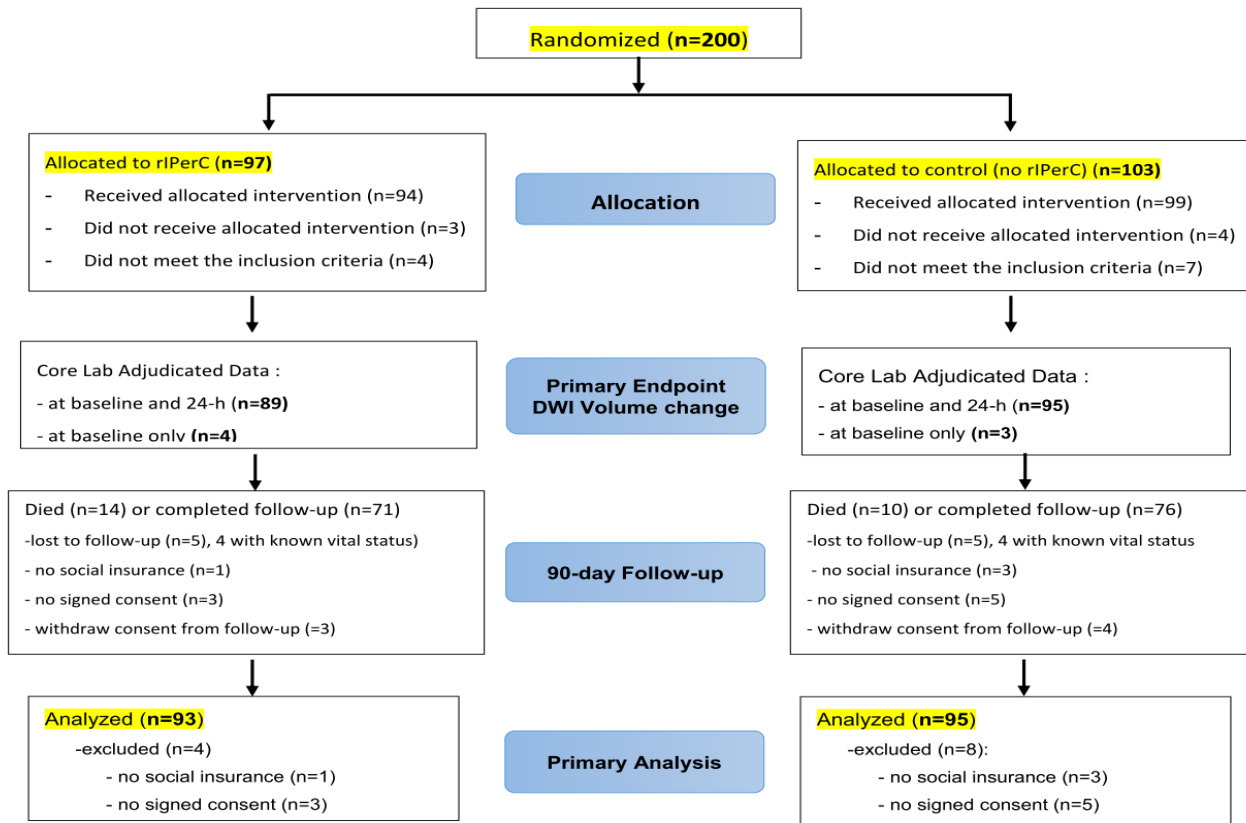 Randomized (n=200)
Allocated to rIPerC (n=97)
- Received allocated intervention (n=94)
- Did not receive allocated intervention (n=3)
- Did not meet the inclusion criteria (n=4)
Allocation
Allocated to control (no rIPerC) (n=103)
- Received allocated intervention (n=99)
- Did not receive allocated intervention (n=4)
- Did not meet the inclusion criteria (n=7)
Core Lab Adjudicated Data :
- at baseline and 24-h (n=89)
- at baseline only (n=4)
Primary Endpoint
DWI Volume change
Core Lab Adjudicated Data :
- at baseline and 24-h (n=95)
- at baseline only (n=3)
Died (n=14) or completed follow-up (n=71)
-lost to follow-up (n=5), 4 with known vital status)
- no social insurance (n=1)
- no signed consent (n=3)
- withdraw consent from follow-up (=3)
90-day Follow-up
Died (n=10) or completed follow-up (n=76)
-lost to follow-up (n=5), 4 with known vital status
- no social insurance (n=3)
- no signed consent (n=5)
- withdraw consent from follow-up (=4)
Analyzed (n=93)
-excluded (n=4)
- no social insurance (n=1)
- no signed consent (n=3)
Primary Analysis
Analyzed (n=95)
-excluded (n=8):
- no social insurance (n=3)
- no signed consent (n=5)